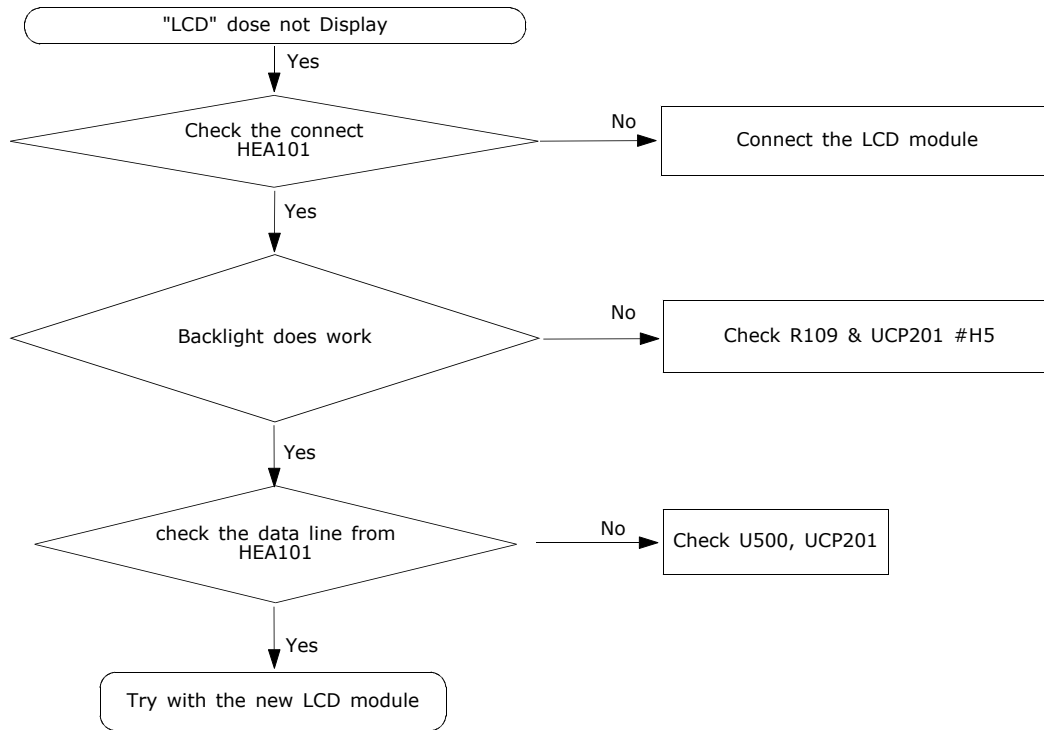 "LCD" dose not Display
Yes
Check the connect
HEA101
No
Connect the LCD module
Yes
Backlight does work
No
Check R109 & UCP201 #H5
Yes
check the data line from
HEA101
No
Check U500, UCP201
Yes
Try with the new LCD module